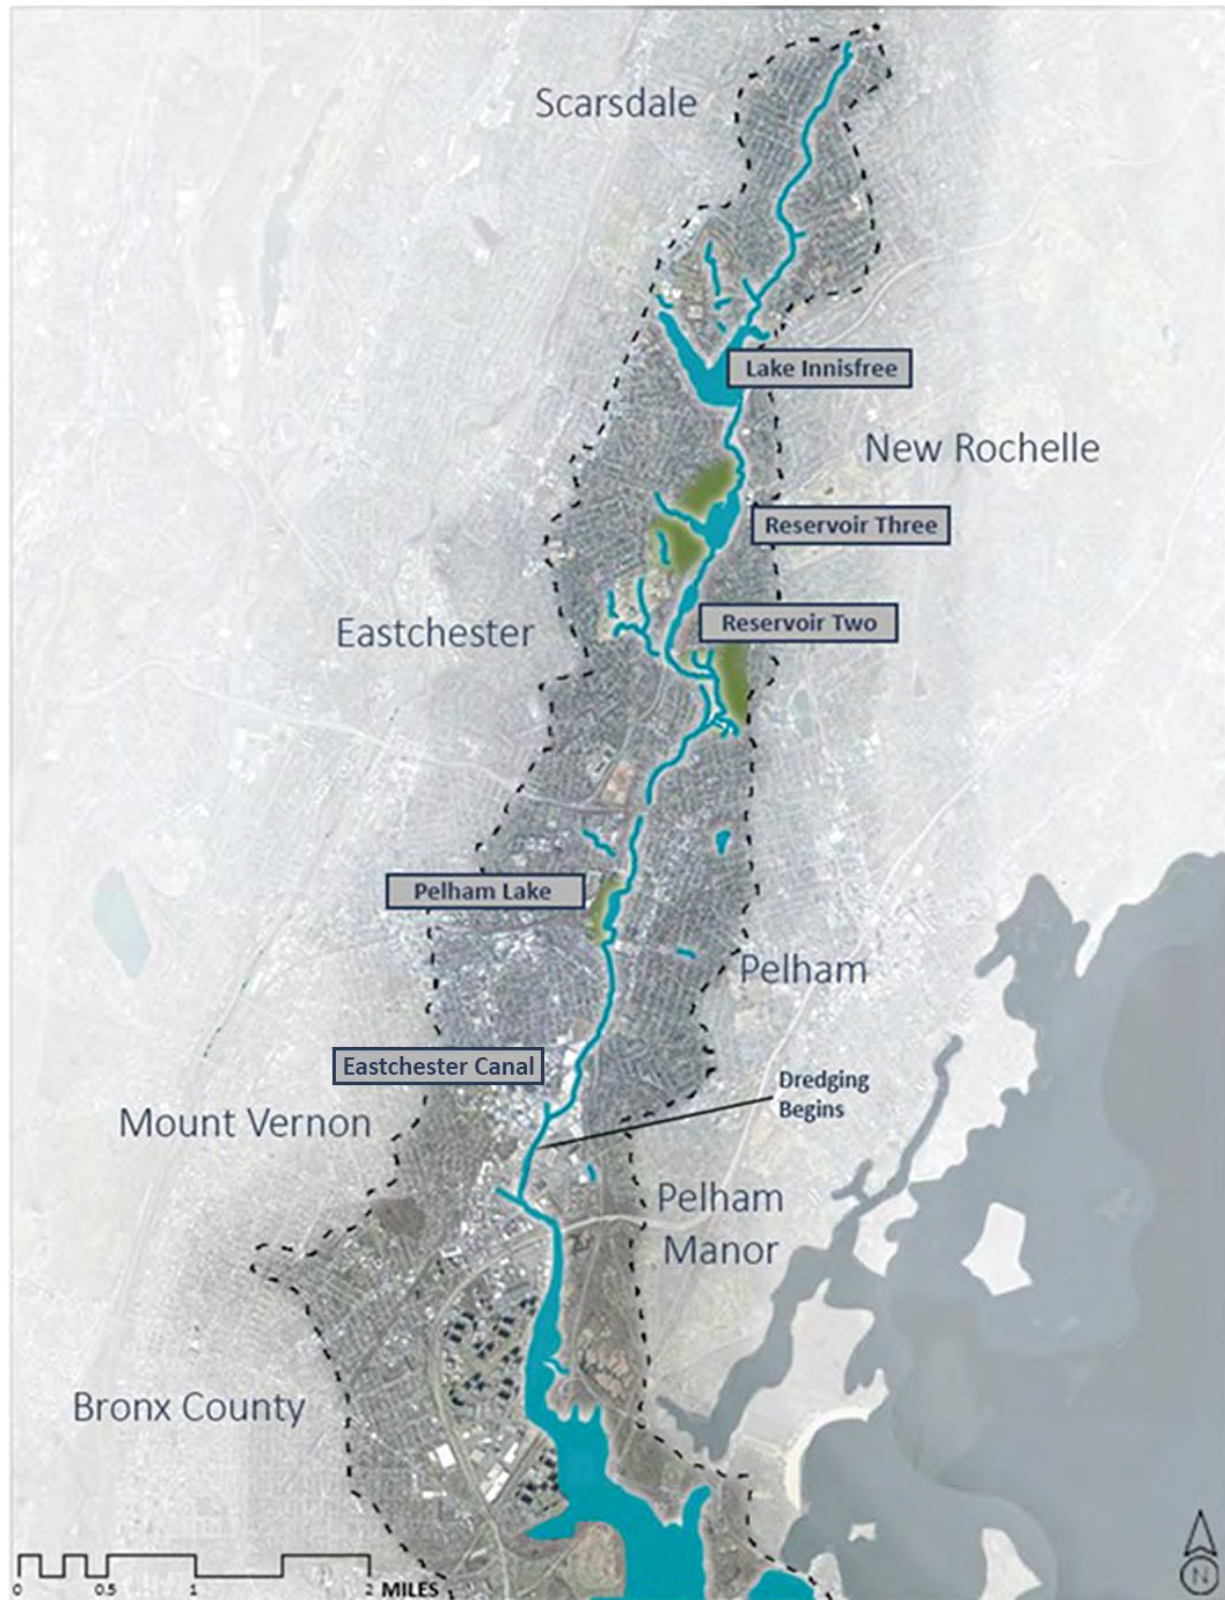 Scarsdale
Lake Innisfree
New Rochelle
Reservoir Three
Reservoir Two
Eastchester
Pelham Lake
Pelham
Eastchester Canal
Dredging
Begins
Mount Vernon
Pelham
Manor
Bronx County
0 0.5 1 2 MILES
N